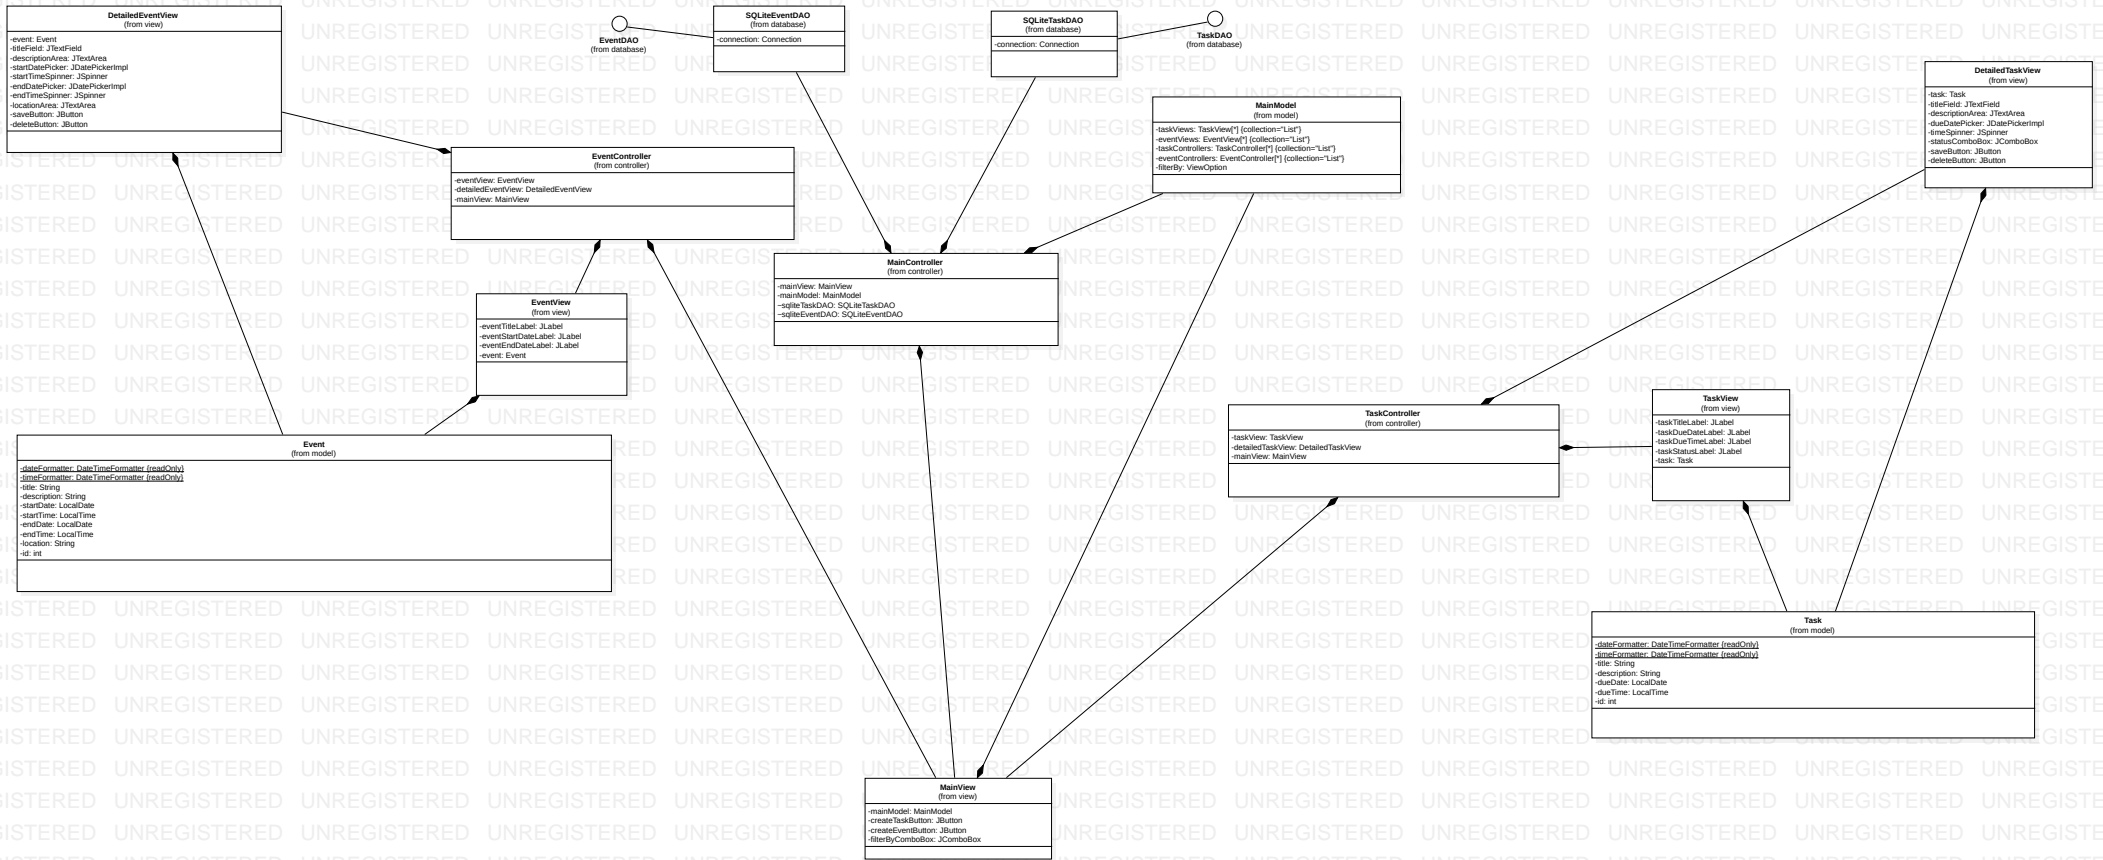 DetailedEventView
(from view)
-event: Event
-titleField: JTextField
-descriptionArea: JTextArea
-startDatePicker: JDatePickerImpl
-startTimeSpinner: JSpinner
-endDatePicker: JDatePickerImpl
-endTimeSpinner: JSpinner
-locationArea: JTextArea
-saveButton: JButton
-deleteButton: JButton
EventDAO
(from database)
SQLiteEventDAO
(from database)
-connection: Connection
SQLiteTaskDAO
(from database)
-connection: Connection
TaskDAO
(from database)
MainModel
(from model)
-taskViews: TaskView[*] {collection="List"}
-eventViews: EventView[*] {collection="List"}
-taskControllers: TaskController[*] {collection="List"}
-eventControllers: EventController[*] {collection="List"}
-filterBy: ViewOption
DetailedTaskView
(from view)
-task: Task
-titleField: JTextField
-descriptionArea: JTextArea
-dueDatePicker: JDatePickerImpl
-timeSpinner: JSpinner
-statusComboBox: JComboBox
-saveButton: JButton
-deleteButton: JButton
EventController
(from controller)
-eventView: EventView
-detailedEventView: DetailedEventView
-mainView: MainView
MainController
(from controller)
-mainView: MainView
-mainModel: MainModel
~sqliteTaskDAO: SQLiteTaskDAO
~sqliteEventDAO: SQLiteEventDAO
EventView
(from view)
-eventTitleLabel: JLabel
-eventStartDateLabel: JLabel
-eventEndDateLabel: JLabel
-event: Event
TaskController
(from controller)
-taskView: TaskView
-detailedTaskView: DetailedTaskView
-mainView: MainView
TaskView
(from view)
-taskTitleLabel: JLabel
-taskDueDateLabel: JLabel
-taskDueTimeLabel: JLabel
-taskStatusLabel: JLabel
-task: Task
Event
(from model)
-dateFormatter: DateTimeFormatter {readOnly}
-timeFormatter: DateTimeFormatter {readOnly}
-title: String
-description: String
-startDate: LocalDate
-startTime: LocalTime
-endDate: LocalDate
-endTime: LocalTime
-location: String
-id: int
Task
(from model)
-dateFormatter: DateTimeFormatter {readOnly}
-timeFormatter: DateTimeFormatter {readOnly}
-title: String
-description: String
-dueDate: LocalDate
-dueTime: LocalTime
-id: int
MainView
(from view)
-mainModel: MainModel
-createTaskButton: JButton
-createEventButton: JButton
-filterByComboBox: JComboBox
UNREGISTERED